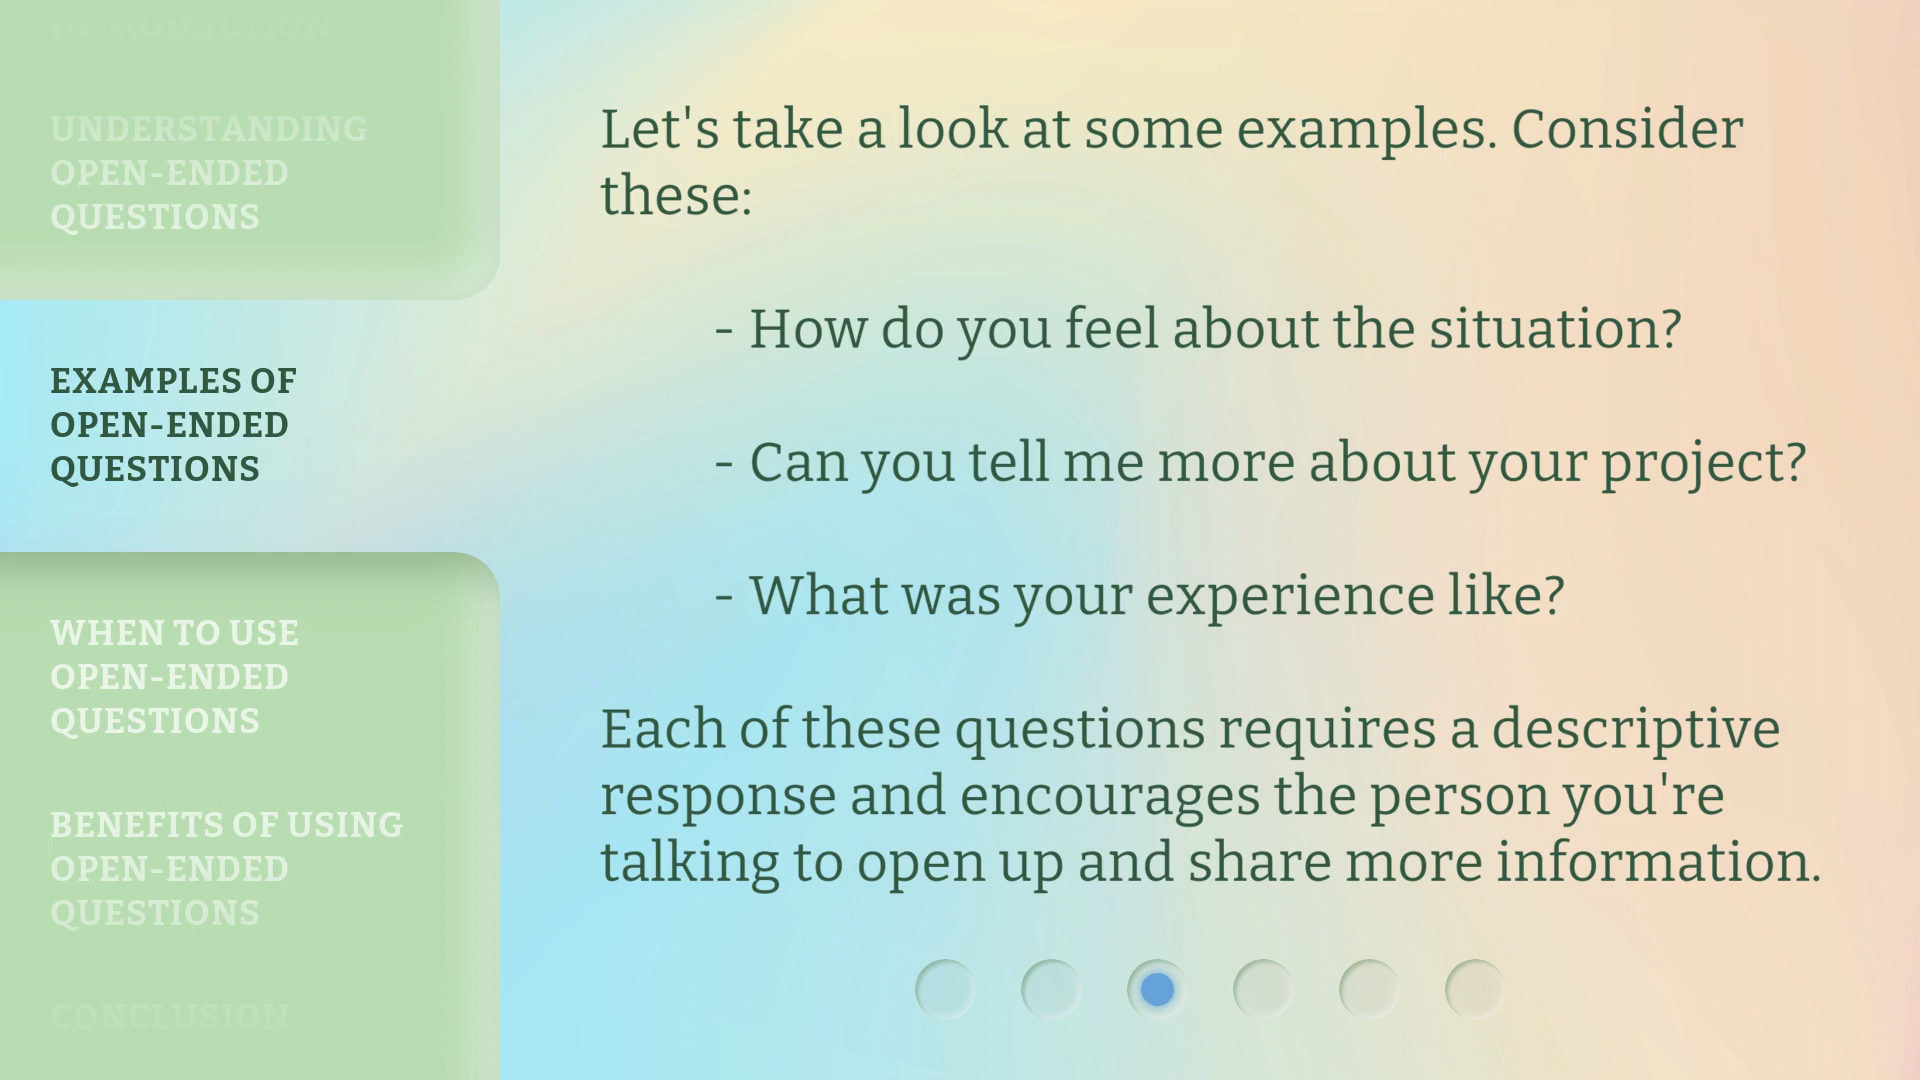 INTRODUCTION
UNDERSTANDING
OPEN-ENDED
QUESTIONS
EXAMPLES OF
OPEN-ENDED
QUESTIONS
WHEN TO USE
OPEN-ENDED
QUESTIONS
BENEFITS OF USING
OPEN-ENDED
QUESTIONS
CONCLUSION
Let's take a look at some examples. Consider
these:
- How do you feel about the situation?
- Can you tell me more about your project?
- What was your experience like?
Each of these questions requires a descriptive
response and encourages the person you're
talking to open up and share more information.